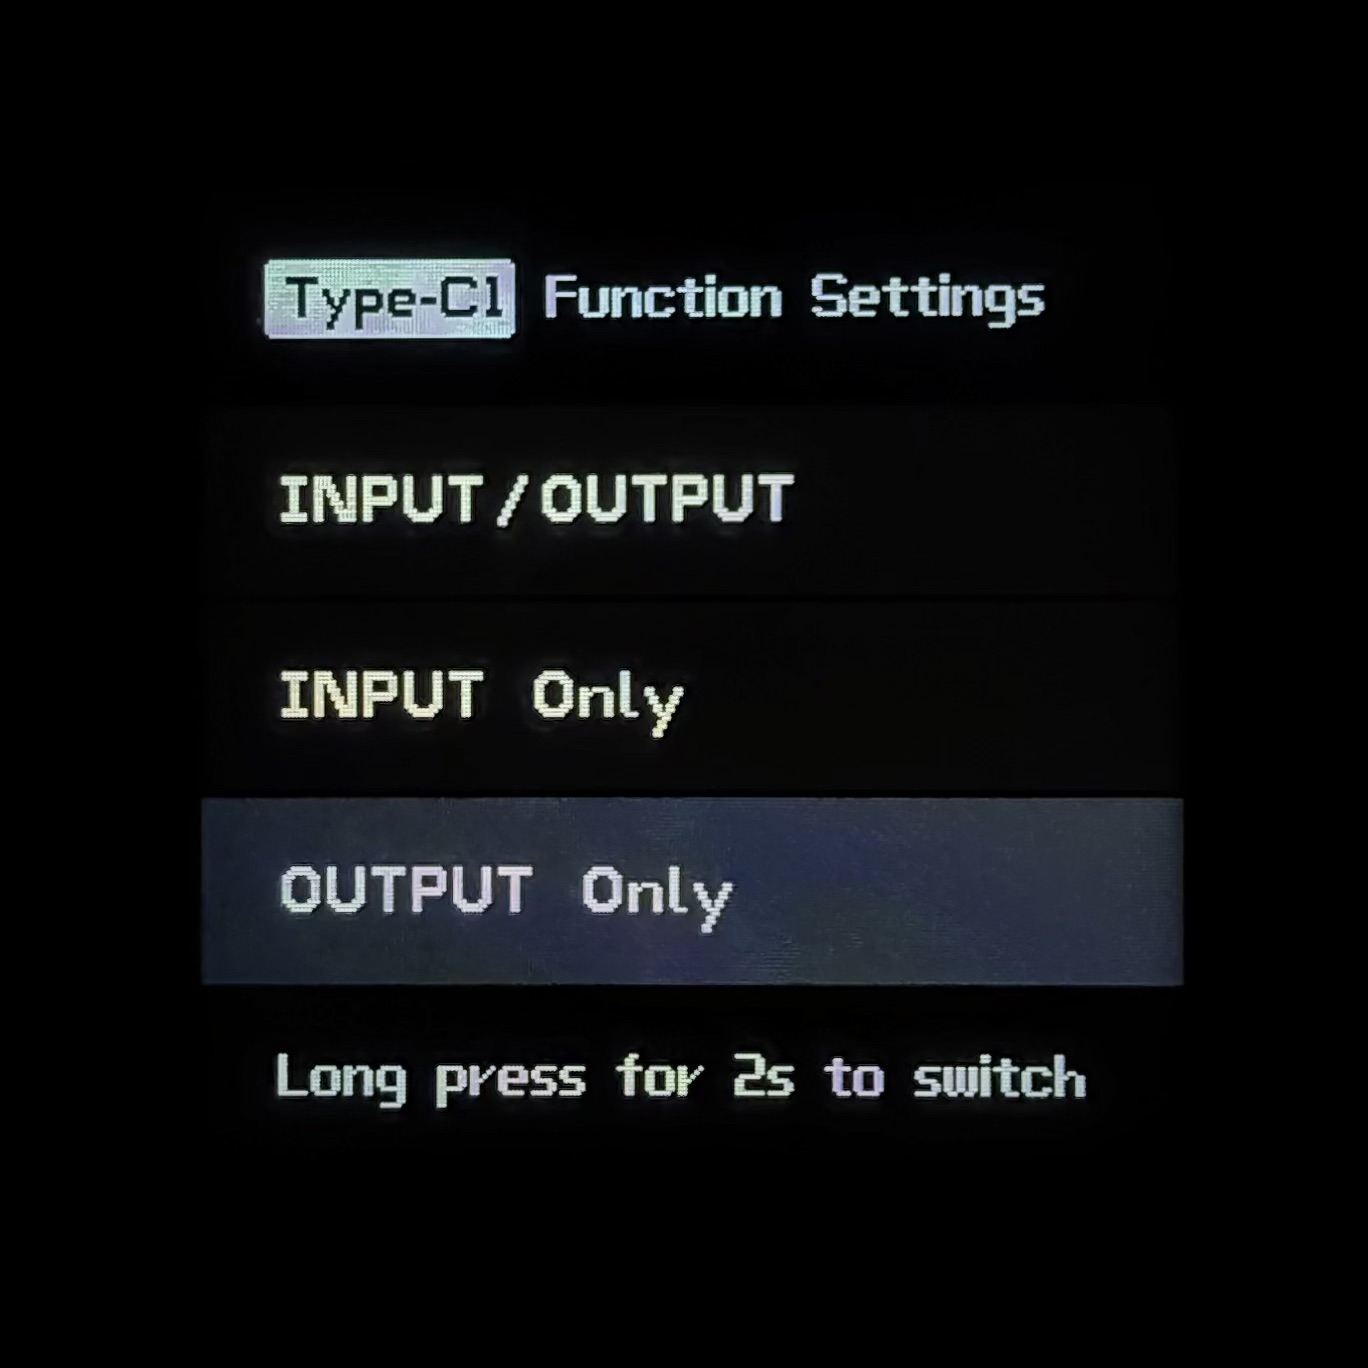 Type-C1 Function Settings
INPUT/OUTPUT
INPUT Only
OUTPUT Only
Long press for 2s to switch